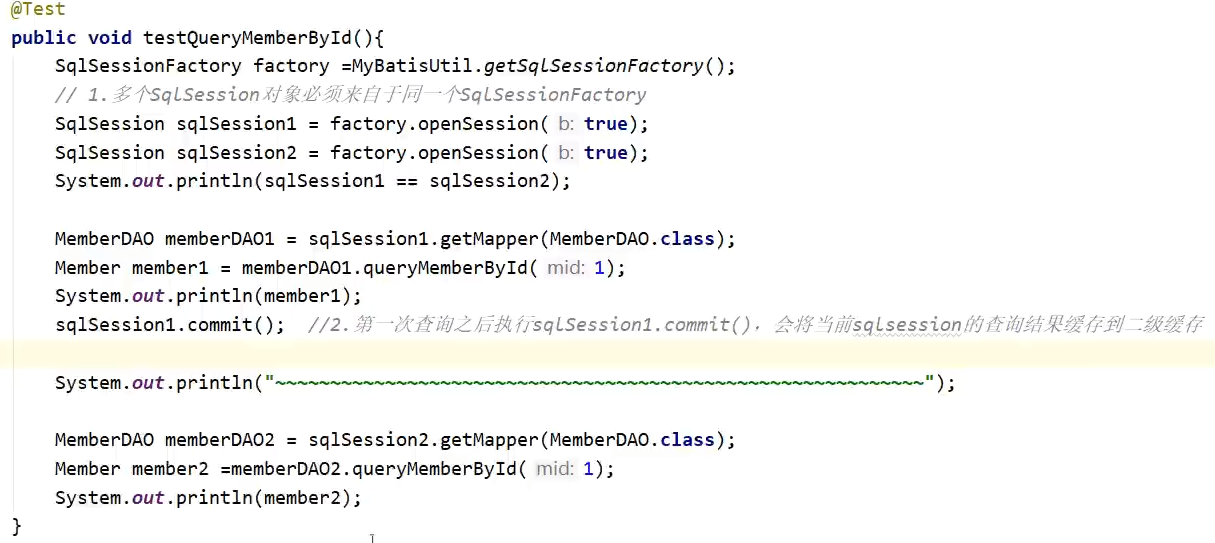 @Test
public void testQueryMemberById(){
SqlSessionFactory factory =MyBatisUtil.getSqlSessionFactory();
// 1.多个SqlSession对象必须来自于同一个SqlSessionFactory
SqlSession sqlSession1 = factory.openSession( b: true);
SqlSession sqlSession2 = factory.openSession( b: true);
System.out.println(sqlSession1 == sqlSession2);
MemberDAO memberDAO1 = sqlSession1.getMapper(MemberDAO.class);
Member member1 = memberDAO1.queryMemberById( mid: 1);
System.out.println(member1);
sqlSession1.commit();  //2.第一次查询之后执行sqlSession1.commit()，会将当前sqlsession的查询结果缓存到二级缓存
System.out.println("~~~~~~~~~~~~~~~~~~~~~~~~~~~~~~~~~~~~~~~~~~~~~~~~~~~~~~~~~~~");
MemberDAO memberDAO2 = sqlSession2.getMapper(MemberDAO.class);
Member member2 =memberDAO2.queryMemberById( mid: 1);
System.out.println(member2);
}